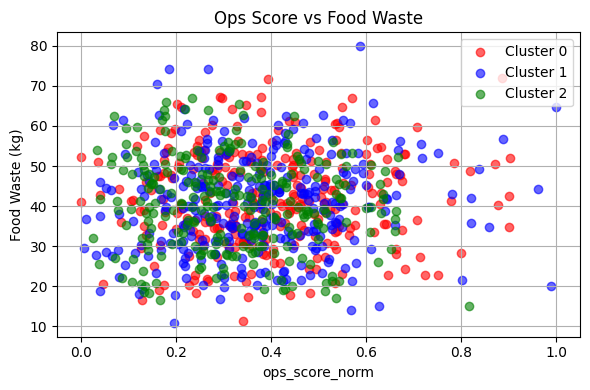 Ops Score vs Food Waste
Cluster 0
Cluster 1
Cluster 2
Food Waste (kg)
80
70
60
50
40
30
20
10
0.0 0.2 0.4 0.6 0.8 1.0
ops_score_norm